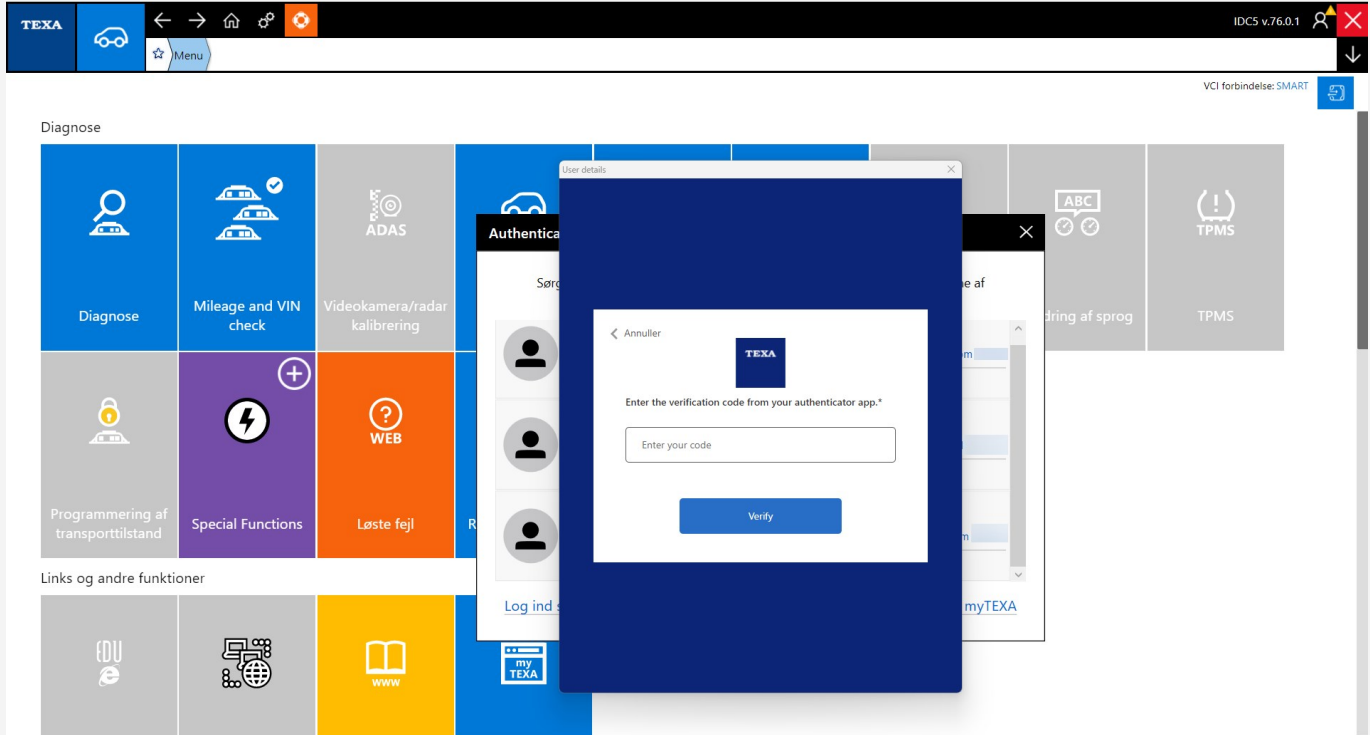 TEXA
IDC5 v.76.0.1
Menu
VCI forbindelse: SMART
Diagnose
User details
ADAS
ABC
TPMS
Authentica
Sørg
e af
Diagnose
Mileage and VIN
check
Videokamera/radar
kalibrering
dring af sprog
TPMS
Annuller
TEXA
om
Enter the verification code from your authenticator app.*
Enter your code
WEB
Verify
Programmering af
transporttilstand
Special Functions
Løste fejl
R
m
Links og andre funktioner
Log ind s
myTEXA
EDU
www
my
TEXA